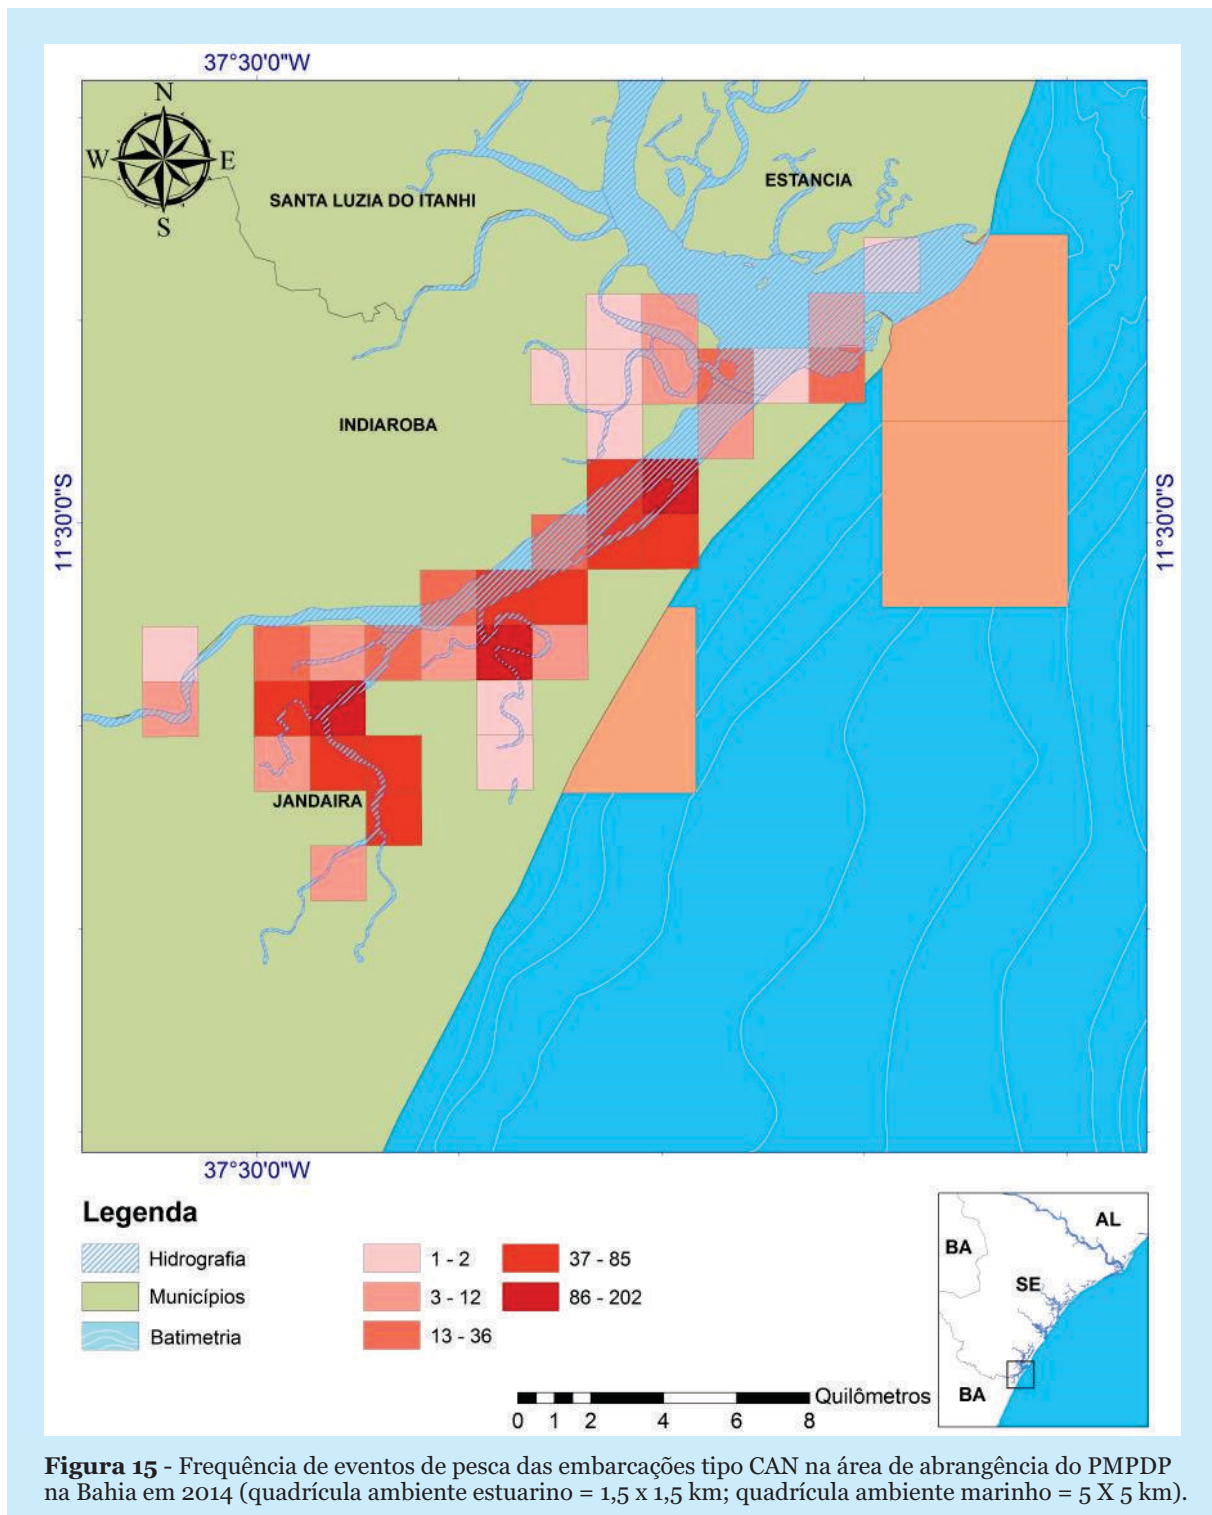 37°30'0"W
N
W
E
S
ESTANCIA
SANTA LUZIA DO ITANHI
INDIAROBA
11°30'0"S
11°30'0"S
JANDAIRA
37°30'0"W
Legenda
Hidrografia
Municípios
Batimetria
1 - 2
3 - 12
13 - 36
37 - 85
86 - 202
AL
BA
SE
BA
Quilômetros
0 1 2 4 6 8
Figura 15 - Frequência de eventos de pesca das embarcações tipo CAN na área de abrangência do PMPDP
na Bahia em 2014 (quadrícula ambiente estuarino = 1,5 x 1,5 km; quadrícula ambiente marinho = 5 X 5 km).